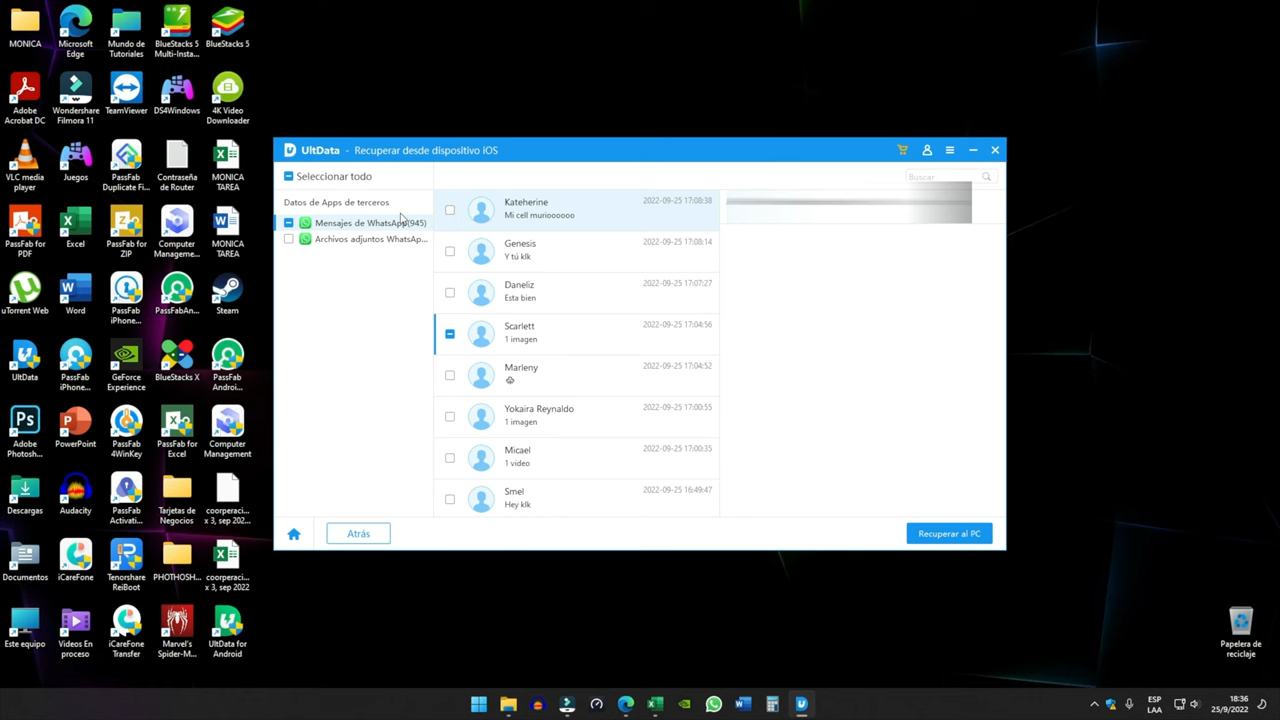 MONICA
Microsoft Edge
Mundo de Tutoriales
BlueStacks 5 Multi-Insta...
BlueStacks 5
Adobe Acrobat DC
Wondershare Filmora 11
TeamViewer
DS4Windows
4K Video Downloader
VLC media player
Juegos
PassFab Duplicate Fi...
Contraseña de Router
MONICA TAREA
PassFab for PDF
Excel
PassFab for ZIP
Computer Manageme...
MONICA TAREA
uTorrent Web
Word
PassFab iPhone...
PassFabAn...
Steam
UltData
PassFab iPhone...
GeForce Experience
BlueStacks X
PassFab Androi...
Adobe Photosh...
PowerPoint
PassFab 4WinKey
PassFab for Excel
Computer Management
Descargas
Audacity
PassFab Activati...
Tarjetas de Negocios
coorperaci x 3, sep 202...
Documentos
iCareFone
Tenorshare ReiBoot
PHOTHOSH...
coorperaci x 3, sep 2022
Este equipo
Videos En proceso
iCareFone Transfer
Marvel's Spider-M...
UltData for Android
UltData - Recuperar desde dispositivo iOS
Seleccionar todo
Buscar
Datos de Apps de terceros
Mensajes de WhatsApp(945)
Archivos adjuntos WhatsAp...
Kateherine
2022-09-25 17:08:38
Mi cell murioooooo
Genesis
2022-09-25 17:08:14
Y tú klk
Daneliz
2022-09-25 17:07:27
Esta bien
Scarlett
2022-09-25 17:04:56
1 imagen
Marleny
2022-09-25 17:04:52
Yokaira Reynaldo
2022-09-25 17:00:55
1 imagen
Micael
2022-09-25 17:00:35
1 video
Smel
2022-09-25 16:49:47
Hey klk
Atrás
Recuperar al PC
Papelera de reciclaje
ESP
LAA
18:36
25/9/2022